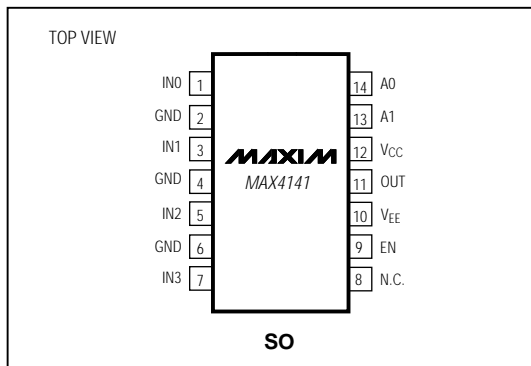 TOP VIEW
IN0 1
GND 2
IN1 3
GND 4
IN2 5
GND 6
IN3 7
MAXIM
MAX4141
14 A0
13 A1
12 VCC
11 OUT
10 VEE
9 EN
8 N.C.
SO